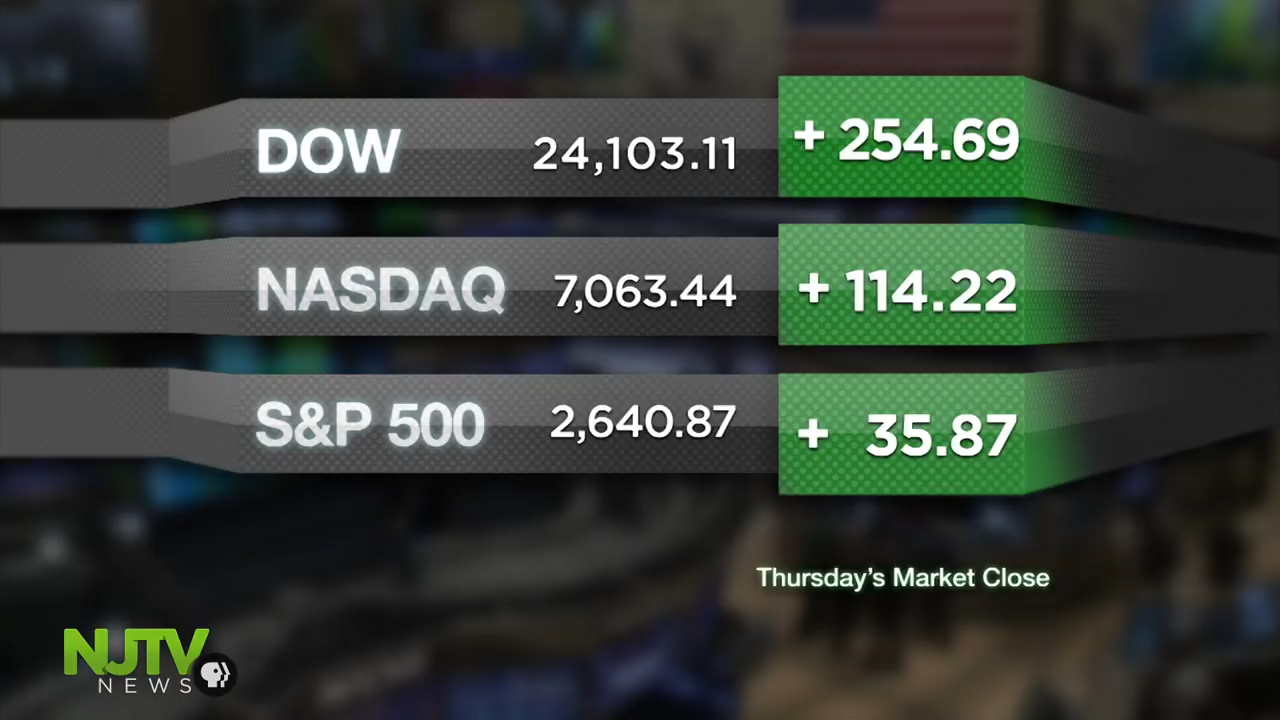 DOW 24,103.11 + 254.69
NASDAQ 7,063.44 + 114.22
S&P 500 2,640.87 + 35.87
Thursday's Market Close
NJTV
NEWS